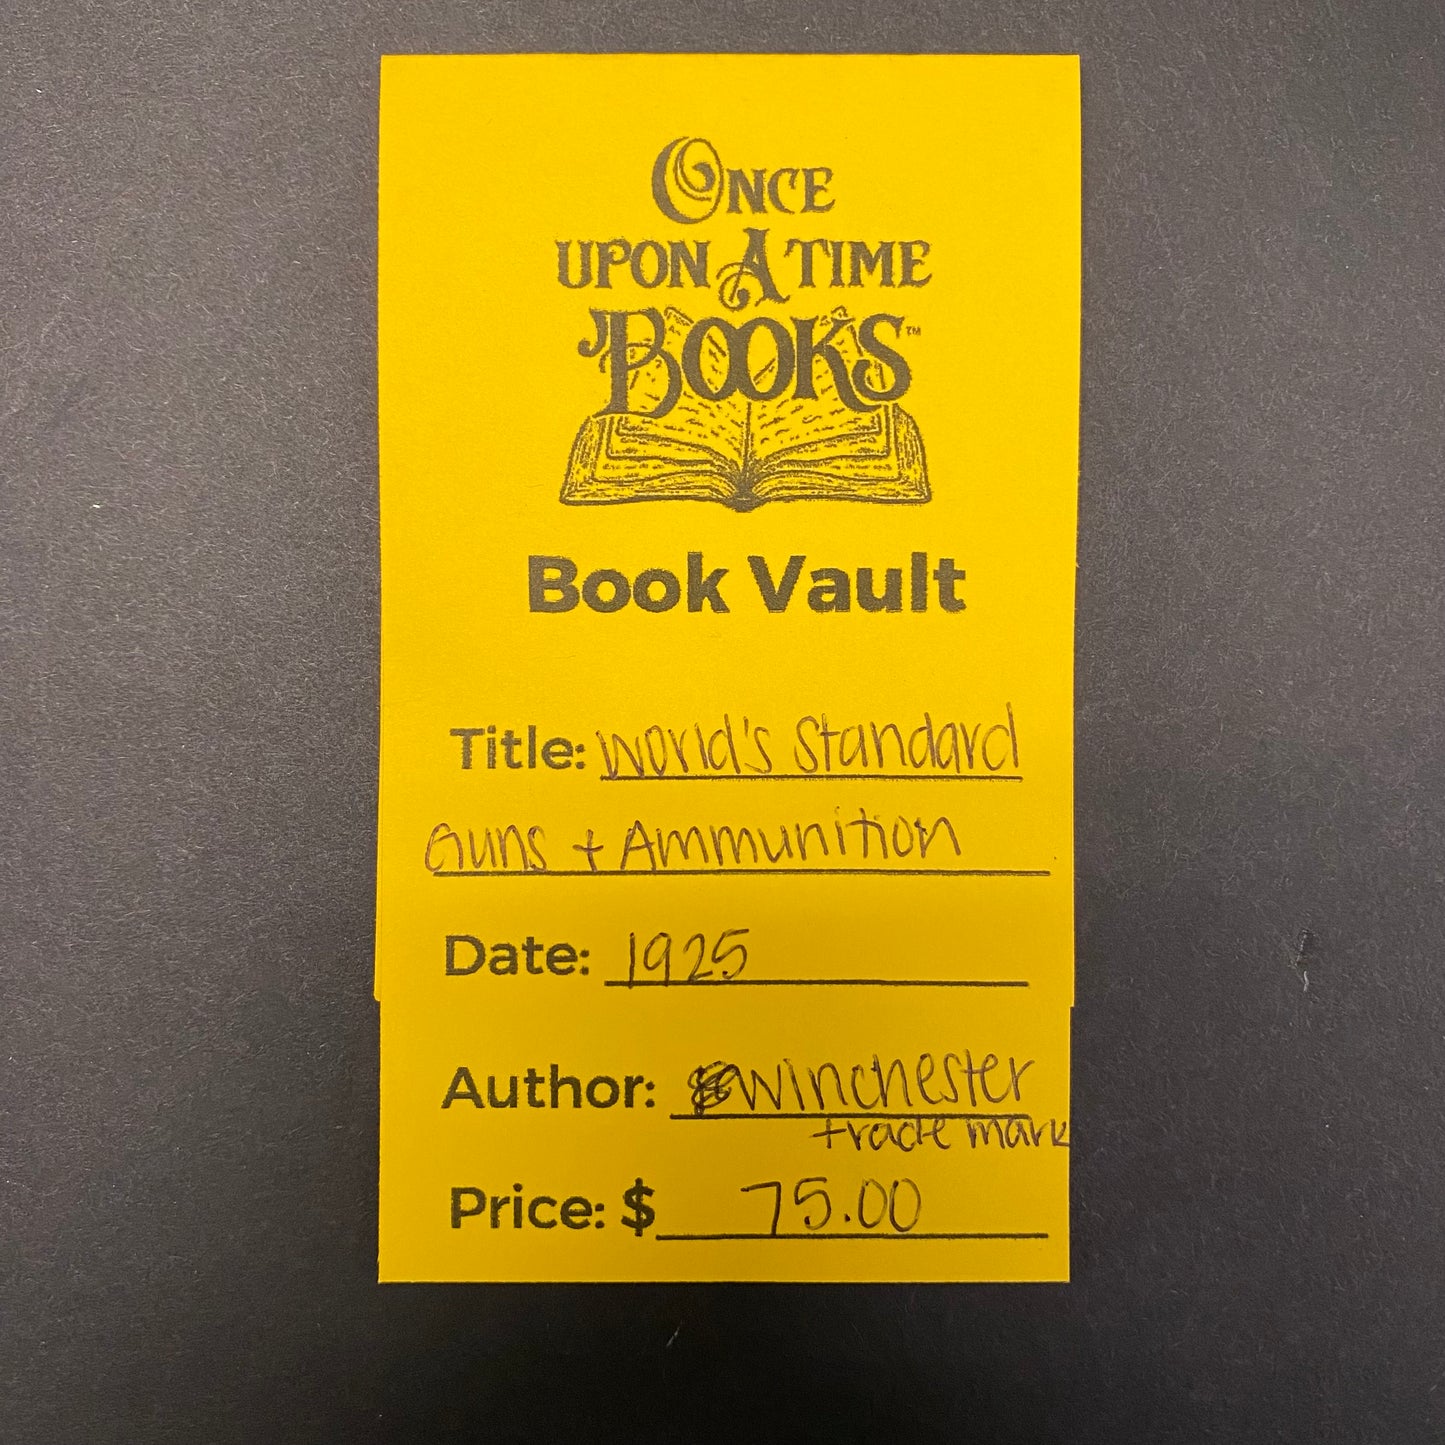 ONCE
UPON A TIME
BOOKS™
Book Vault
Title: World's Standard
Guns + Ammunition
Date: 1925
Author: Winchester
trade mark
Price: $ 75.00